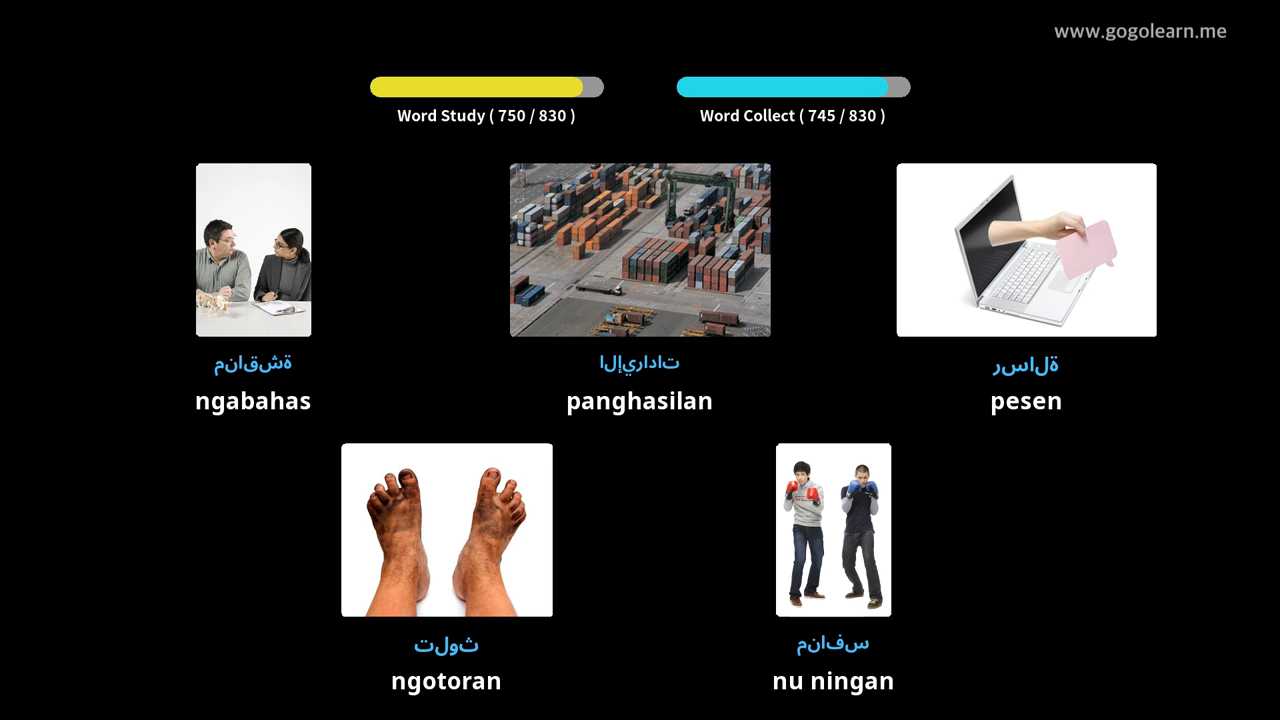 www.gogolearn.me
Word Study ( 750 / 830 )
Word Collect ( 745 / 830 )
مناقشة
ngabahas
الإيرادات
panghasilan
رسالة
pesen
تلوث
ngotoran
منافس
nu ningan